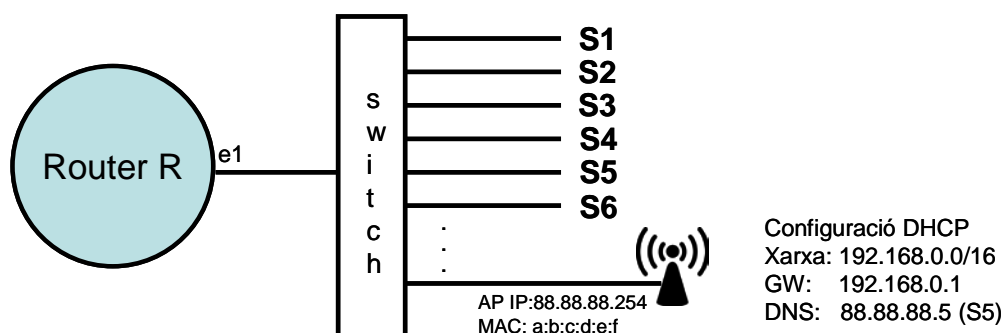 Router R
e1
switch
S1
S2
S3
S4
S5
S6
AP IP:88.88.88.254
MAC: a:b:c:d:e:f
Configuració DHCP
Xarxa: 192.168.0.0/16
GW: 192.168.0.1
DNS: 88.88.88.5 (S5)